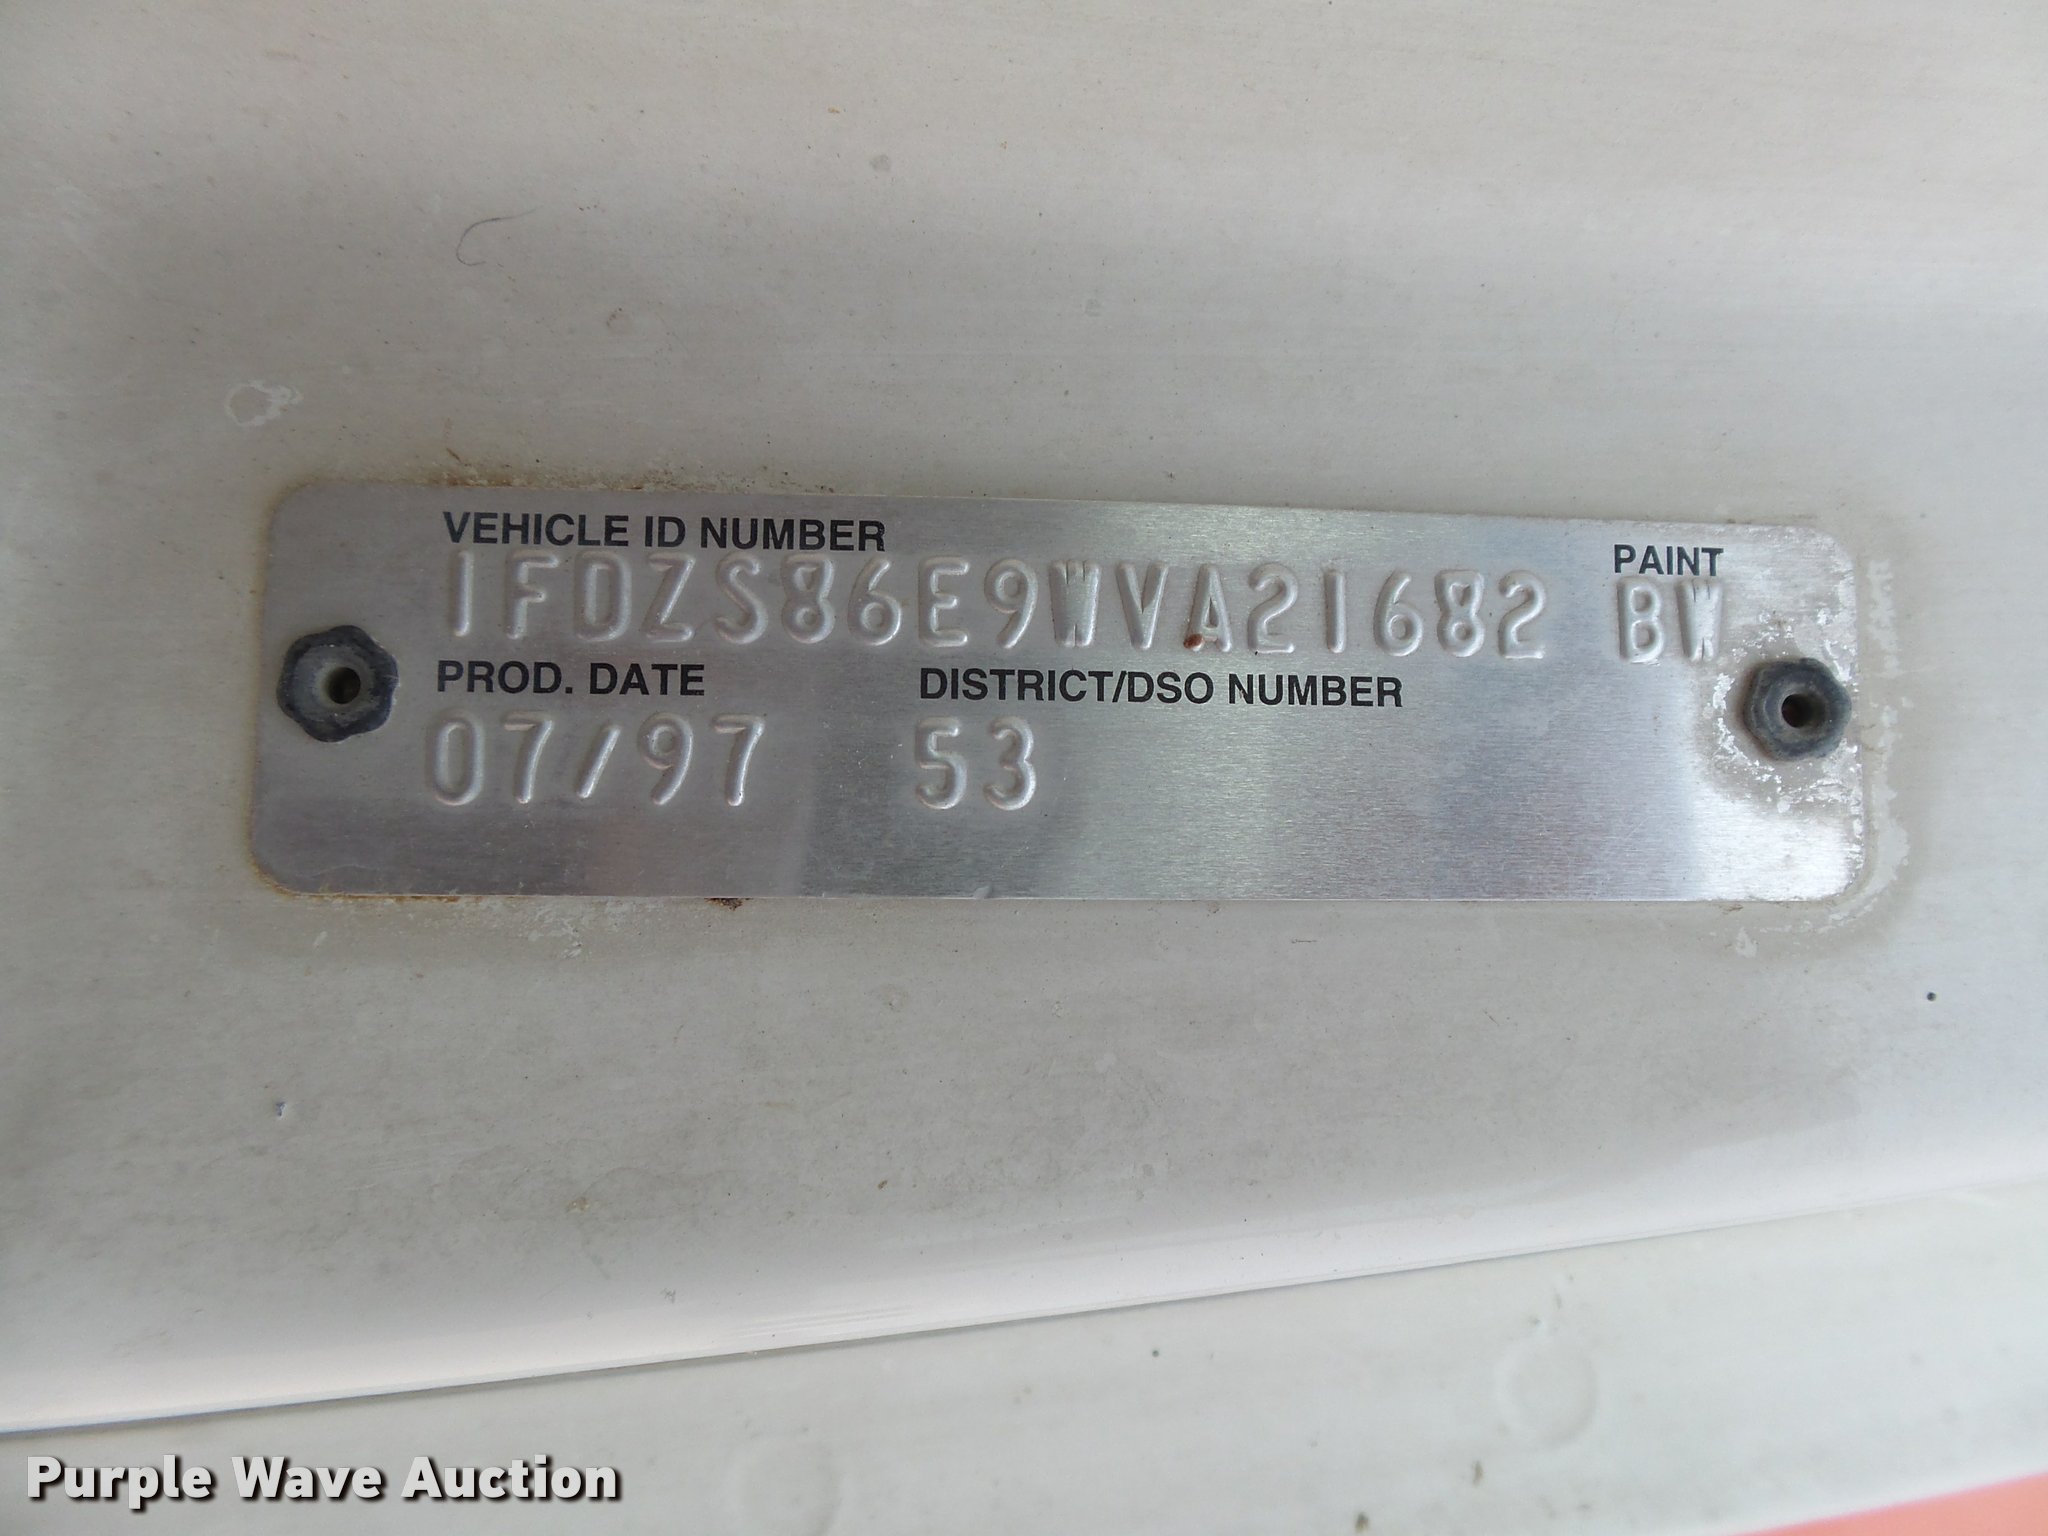 VEHICLE ID NUMBER
1FDZS86E9WVA21682
PAINT
BW
PROD. DATE
07/97
DISTRICT/DSO NUMBER
53
Purple Wave Auction